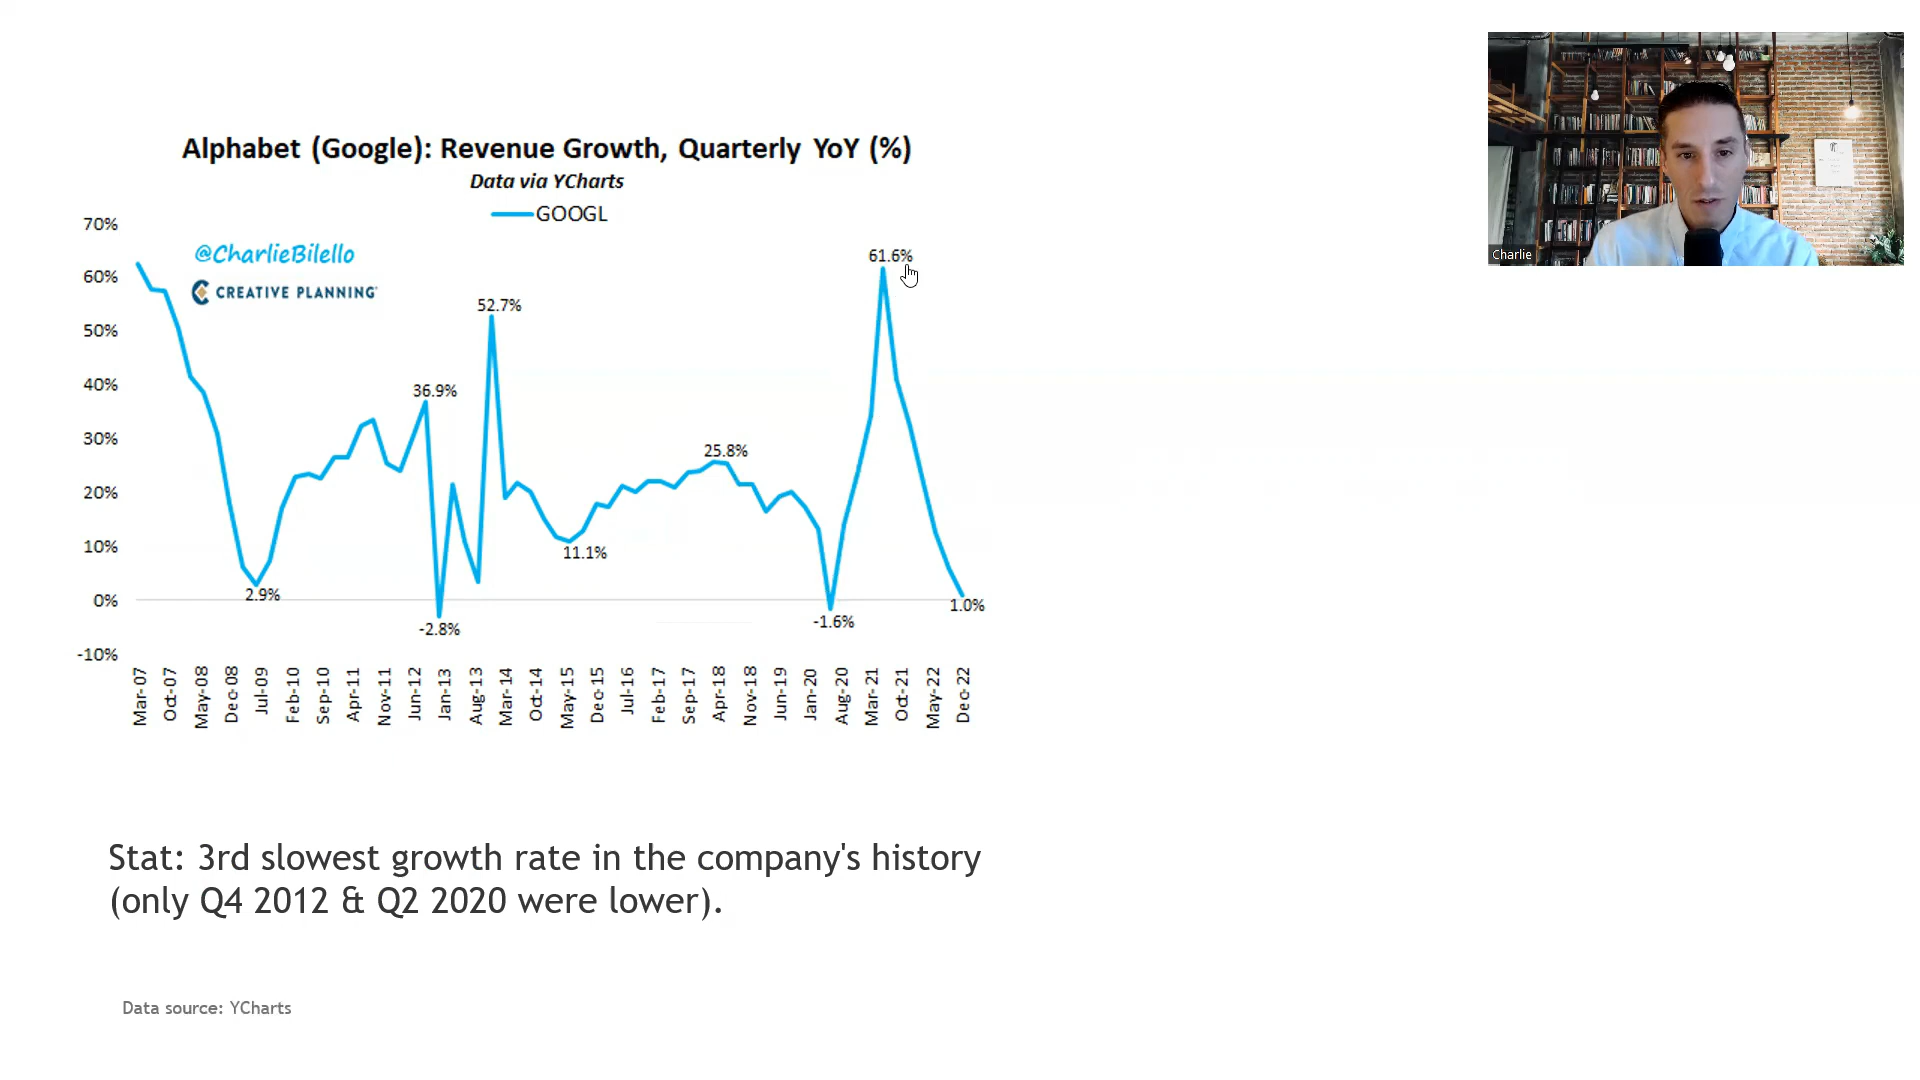 Alphabet (Google): Revenue Growth, Quarterly YoY (%)
Data via YCharts
GOOGL
70%
60%
50%
40%
30%
20%
10%
0%
-10%
@CharlieBilello
CREATIVE PLANNING
2.9%
36.9%
-2.8%
52.7%
11.1%
25.8%
-1.6%
61.6%
1.0%
Mar-07
Oct-07
May-08
Dec-08
Jul-09
Feb-10
Sep-10
Apr-11
Nov-11
Jun-12
Jan-13
Aug-13
Mar-14
Oct-14
May-15
Dec-15
Jul-16
Feb-17
Sep-17
Apr-18
Nov-18
Jun-19
Jan-20
Aug-20
Mar-21
Oct-21
May-22
Dec-22
Stat: 3rd slowest growth rate in the company's history
(only Q4 2012 & Q2 2020 were lower).
Data source: YCharts
Charlie